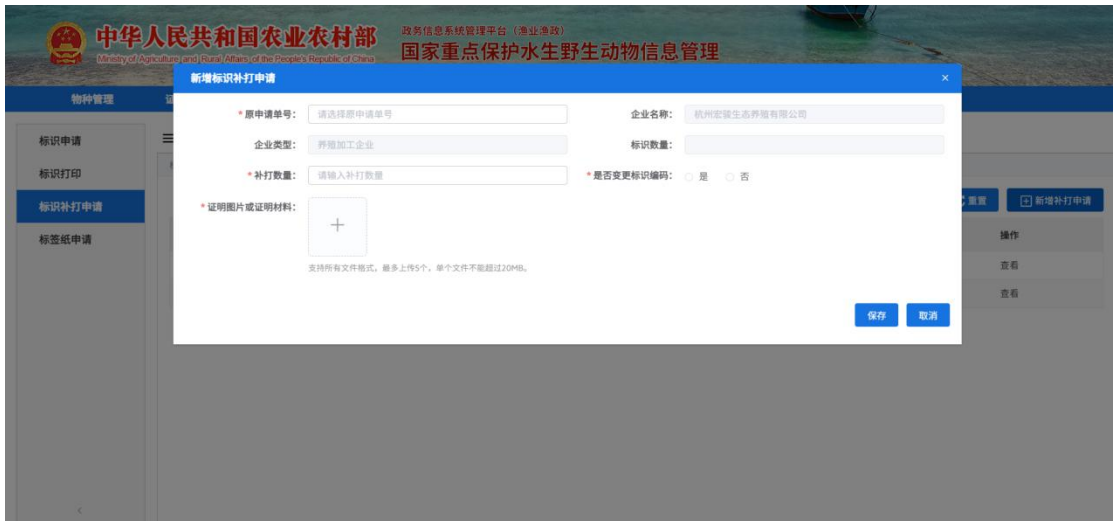 中华人民共和国农业农村部
Ministry of Agriculture and Rural Affairs of the People's Republic of China
政务信息系统管理平台（渔业渔政）
国家重点保护水生野生动物信息管理
物种管理
新增标识补打申请 ×
*原申请单号： 请选择原申请单号 企业名称： 杭州宏骏生态养殖有限公司
企业类型： 养殖加工企业 标识数量：
*补打数量： 请输入补打数量 *是否变更标识编码： 是 否
*证明图片或证明材料：
支持所有文件格式，最多上传5个，单个文件不能超过20MB。
保存 取消
标识申请
标识打印
标识补打申请
标签纸申请
重置 新增补打申请
操作
查看
查看